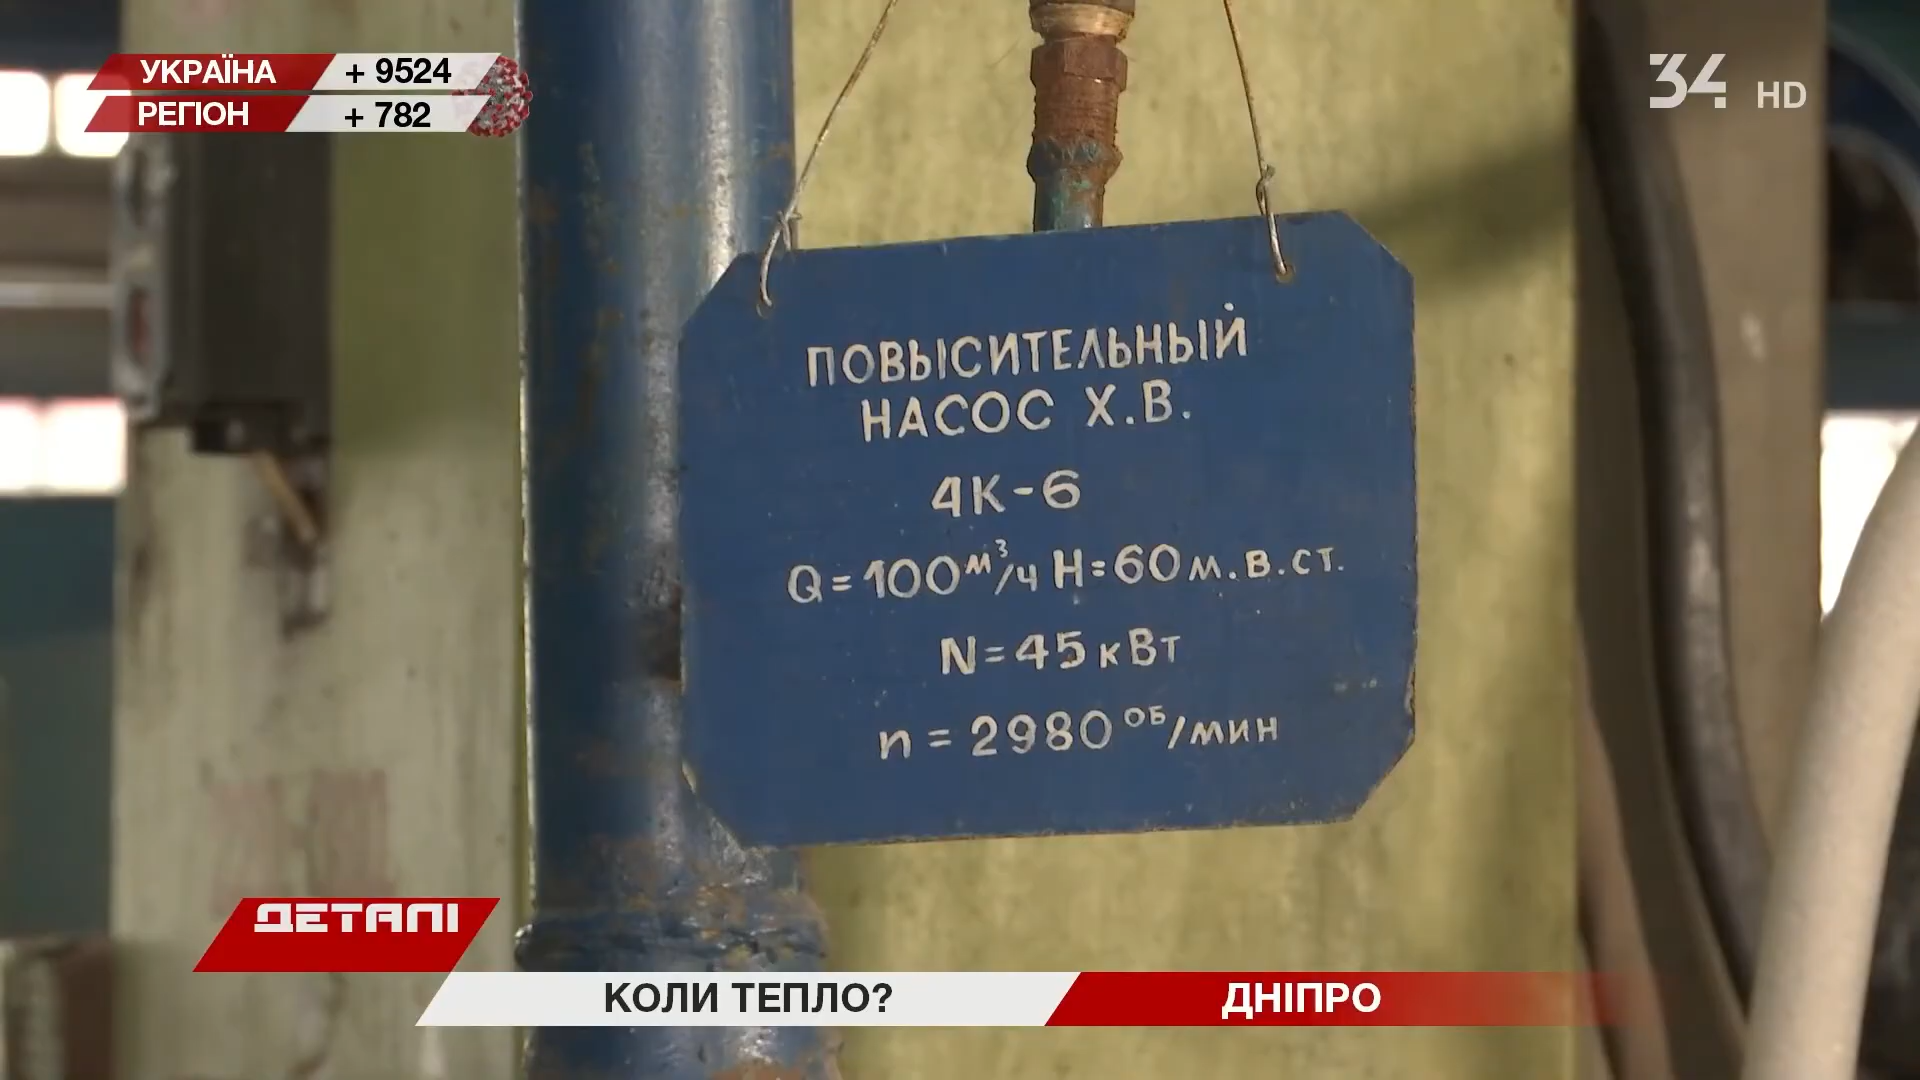 УКРАЇНА + 9524
РЕГІОН + 782
34 HD
ПОВЫСИТЕЛЬНЫЙ
НАСОС Х.В.
4К-6
Q=100м³/ч H=60м.в.ст.
N=45кВт
n=2980об/мин
ДЕТАЛІ
КОЛИ ТЕПЛО? ДНІПРО